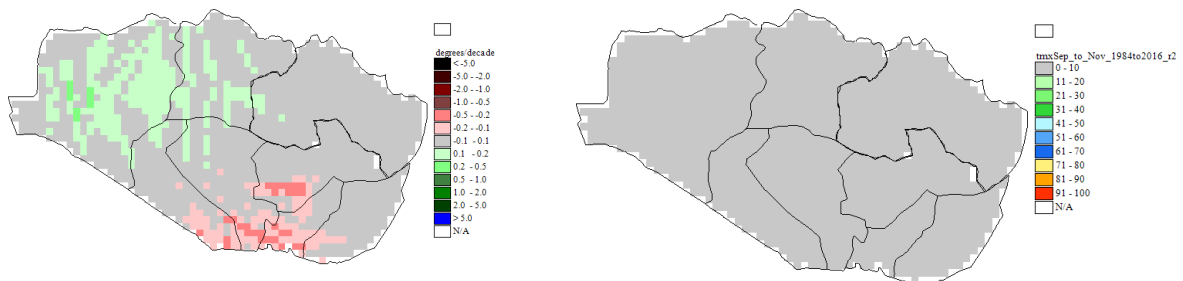 degrees/decade
< -5.0
-5.0 - -2.0
-2.0 - -1.0
-1.0 - -0.5
-0.5 - -0.2
-0.2 - -0.1
-0.1 - 0.1
0.1 - 0.2
0.2 - 0.5
0.5 - 1.0
1.0 - 2.0
2.0 - 5.0
> 5.0
N/A
tmxSep_to_Nov_1984to2016_r2
0 - 10
11 - 20
21 - 30
31 - 40
41 - 50
51 - 60
61 - 70
71 - 80
81 - 90
91 - 100
N/A